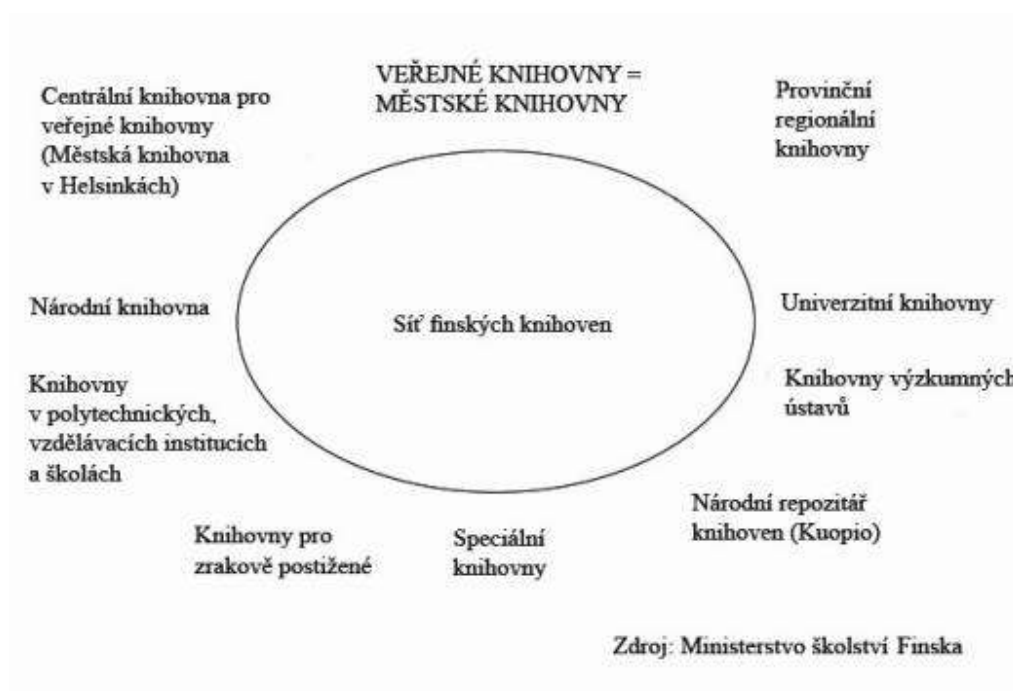 VEŘEJNÉ KNIHOVNY =
MĚSTSKÉ KNIHOVNY
Centrální knihovna pro
veřejné knihovny
(Městská knihovna
v Helsinkách)
Provinční
regionální
knihovny
Národní knihovna
Síť finských knihoven
Univerzitní knihovny
Knihovny
v polytechnických,
vzdělávacích institucích
a školách
Knihovny výzkumných
ústavů
Knihovny pro
zrakově postižené
Speciální
knihovny
Národní repozitář
knihoven (Kuopio)
Zdroj: Ministerstvo školství Finska